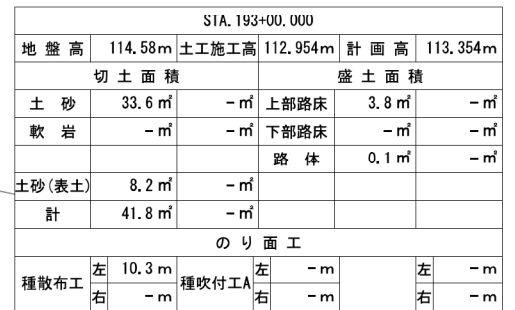 STA.193+00.000
地盤高 114.58m 土工施工高 112.954m 計画高 113.354m
切土面積 盛土面積
土砂 33.6㎡ -㎡ 上部路床 3.8㎡ -㎡
軟岩 -㎡ -㎡ 下部路床 -㎡ -㎡
路体 0.1㎡ -㎡
土砂(表土) 8.2㎡ -㎡
計 41.8㎡ -㎡
のり面工
種散布工 左 10.3m 種吹付工A 左 -m 左 -m
右 -m 右 -m 右 -m